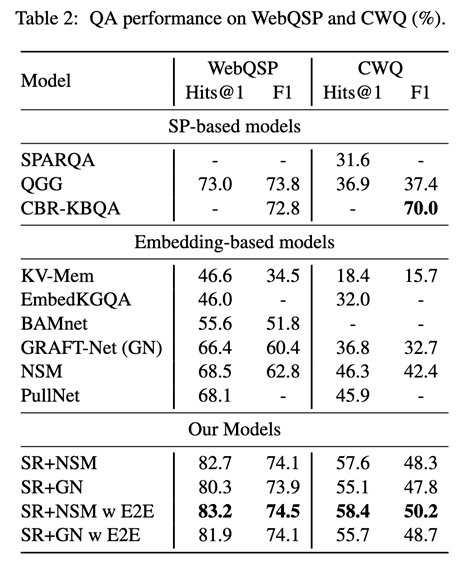 Table 2: QA performance on WebQSP and CWQ (%).
Model WebQSP CWQ
Hits@1 F1 Hits@1 F1
SP-based models
SPARQA - - 31.6 -
QGG 73.0 73.8 36.9 37.4
CBR-KBQA - 72.8 - 70.0
Embedding-based models
KV-Mem 46.6 34.5 18.4 15.7
EmbedKGQA 46.0 - 32.0 -
BAMnet 55.6 51.8 - -
GRAFT-Net (GN) 66.4 60.4 36.8 32.7
NSM 68.5 62.8 46.3 42.4
PullNet 68.1 - 45.9 -
Our Models
SR+NSM 82.7 74.1 57.6 48.3
SR+GN 80.3 73.9 55.1 47.8
SR+NSM w E2E 83.2 74.5 58.4 50.2
SR+GN w E2E 81.9 74.1 55.7 48.7